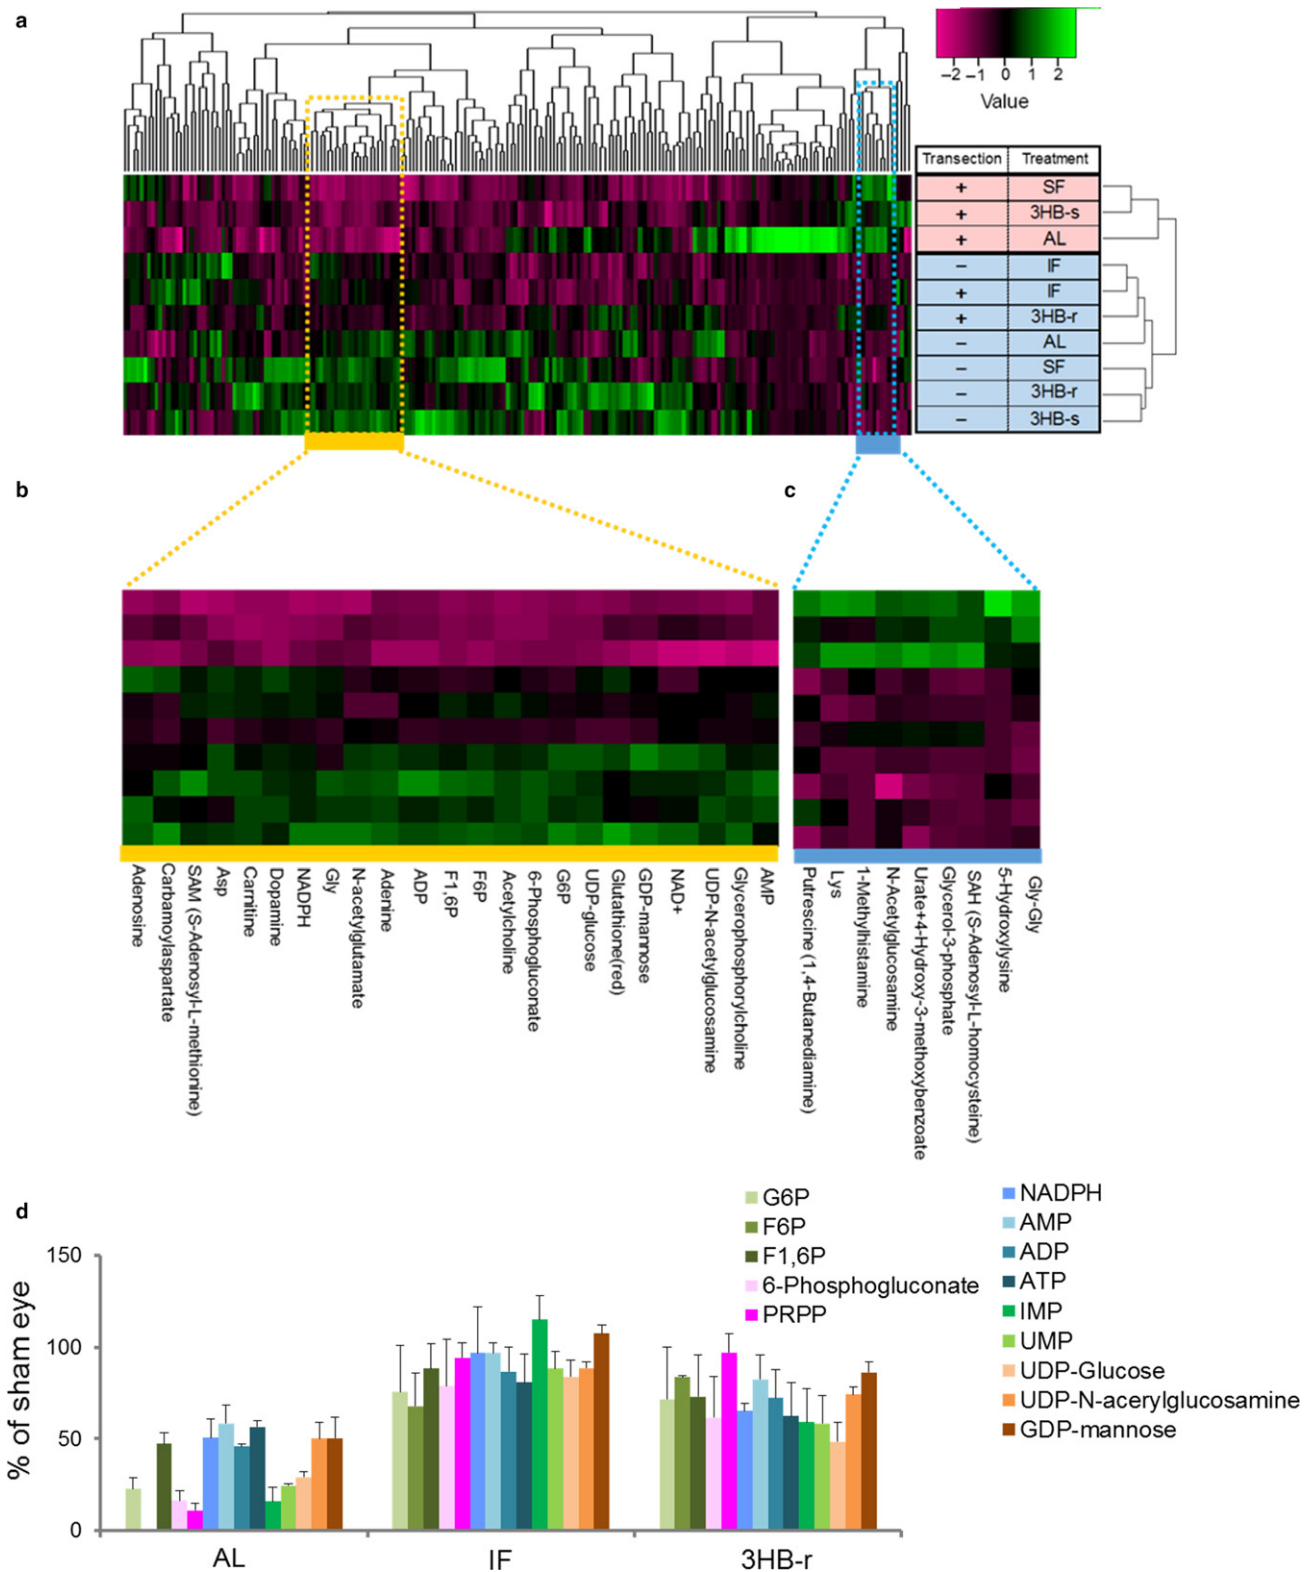 a
−2 −1 0 1 2
Value
Transection Treatment
+ SF
+ 3HB-s
+ AL
− IF
+ IF
+ 3HB-r
− AL
− SF
− 3HB-r
− 3HB-s
b
c
Adenosine
Carbamoylaspartate
SAM (S-Adenosyl-L-methionine)
Asp
Carnitine
Dopamine
NADPH
Gly
N-acetylglutamate
Adenine
ADP
F1,6P
F6P
Acetylcholine
6-Phosphogluconate
G6P
UDP-glucose
Glutathione(red)
GDP-mannose
NAD+
UDP-N-acetylglucosamine
Glycerophosphorylcholine
AMP
Putrescine (1,4-Butanediamine)
Lys
1-Methylhistamine
N-Acetylglucosamine
Urate+4-Hydroxy-3-methoxybenzoate
Glycerol-3-phosphate
SAH (S-Adenosyl-L-homocysteine)
5-Hydroxylysine
Gly-Gly
d
G6P
F6P
F1,6P
6-Phosphogluconate
PRPP
NADPH
AMP
ADP
ATP
IMP
UMP
UDP-Glucose
UDP-N-acerylglucosamine
GDP-mannose
% of sham eye
150
100
50
0
AL IF 3HB-r